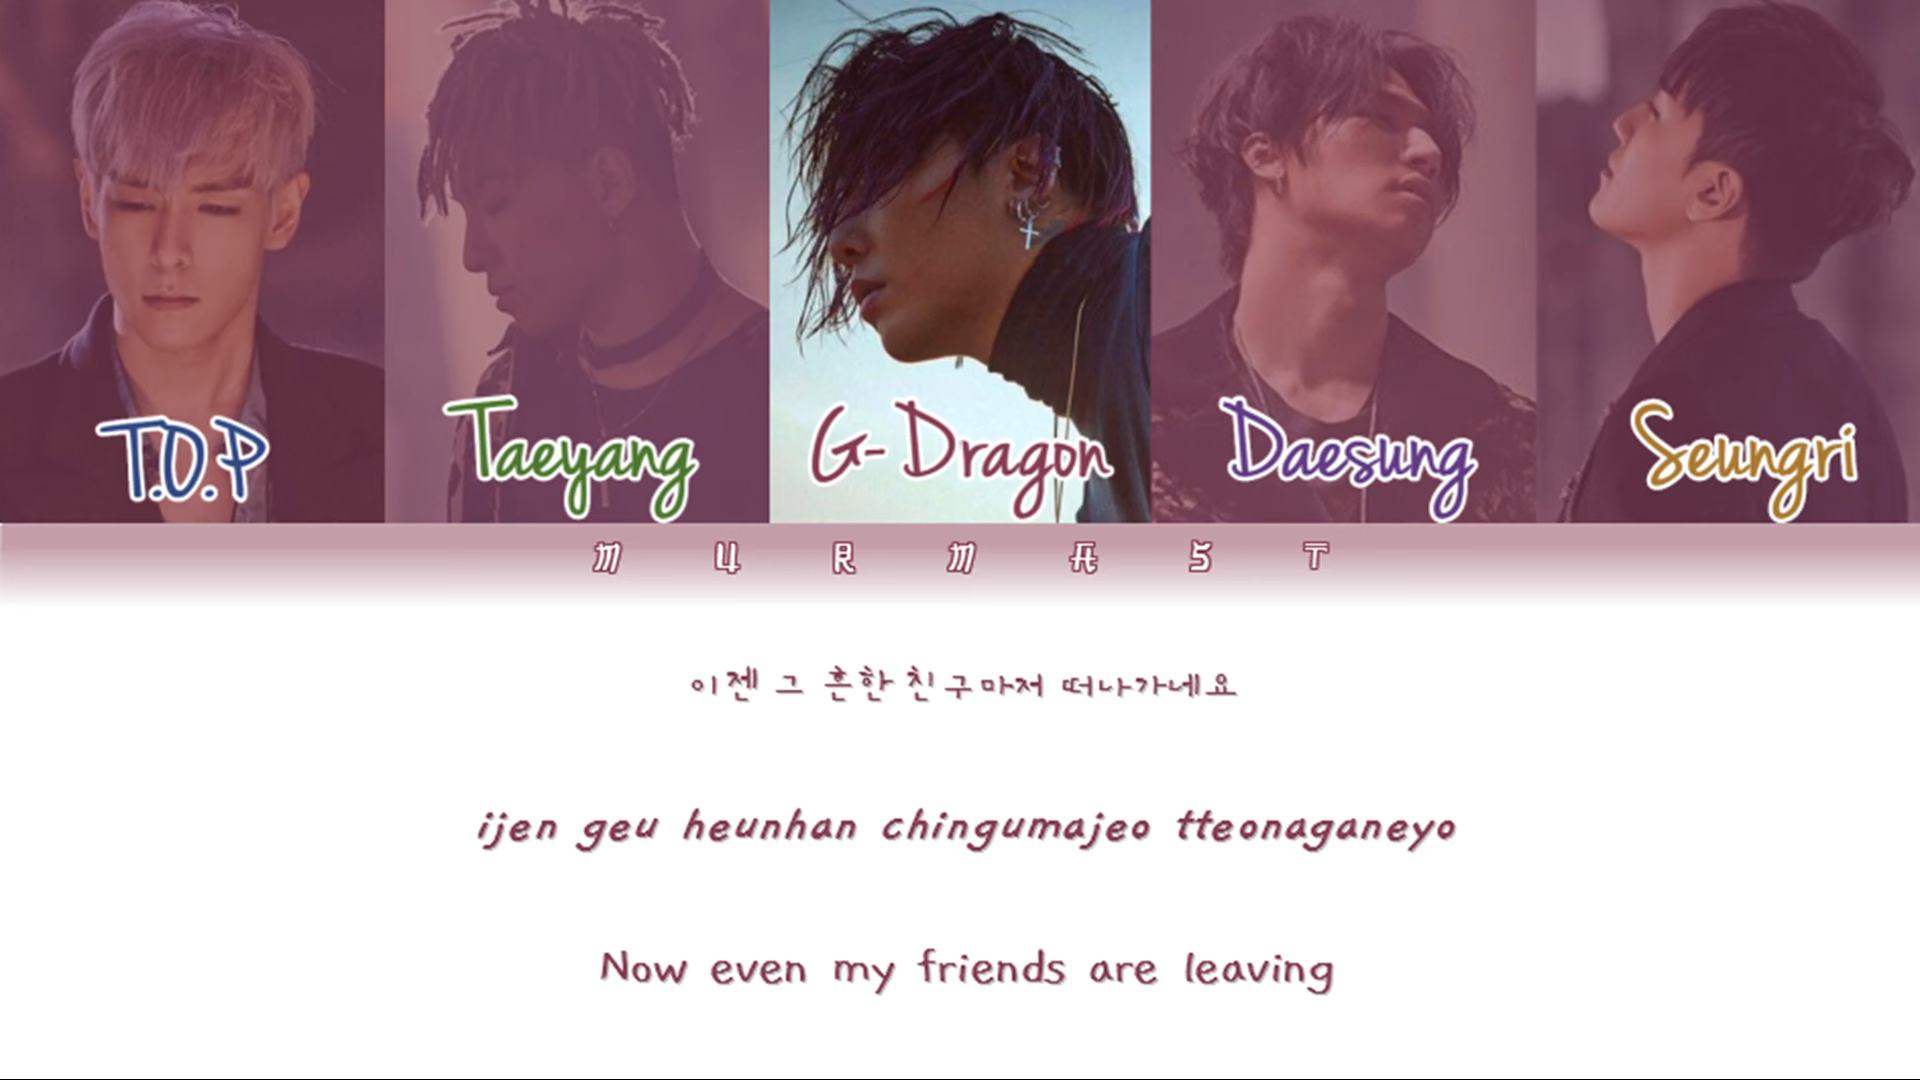 T.O.P Taeyang G-Dragon Daesung Seungri
MURMAST
이젠 그 흔한 친구마저 떠나가네요
ijen geu heunhan chingumajeo tteonaganeyo
Now even my friends are leaving